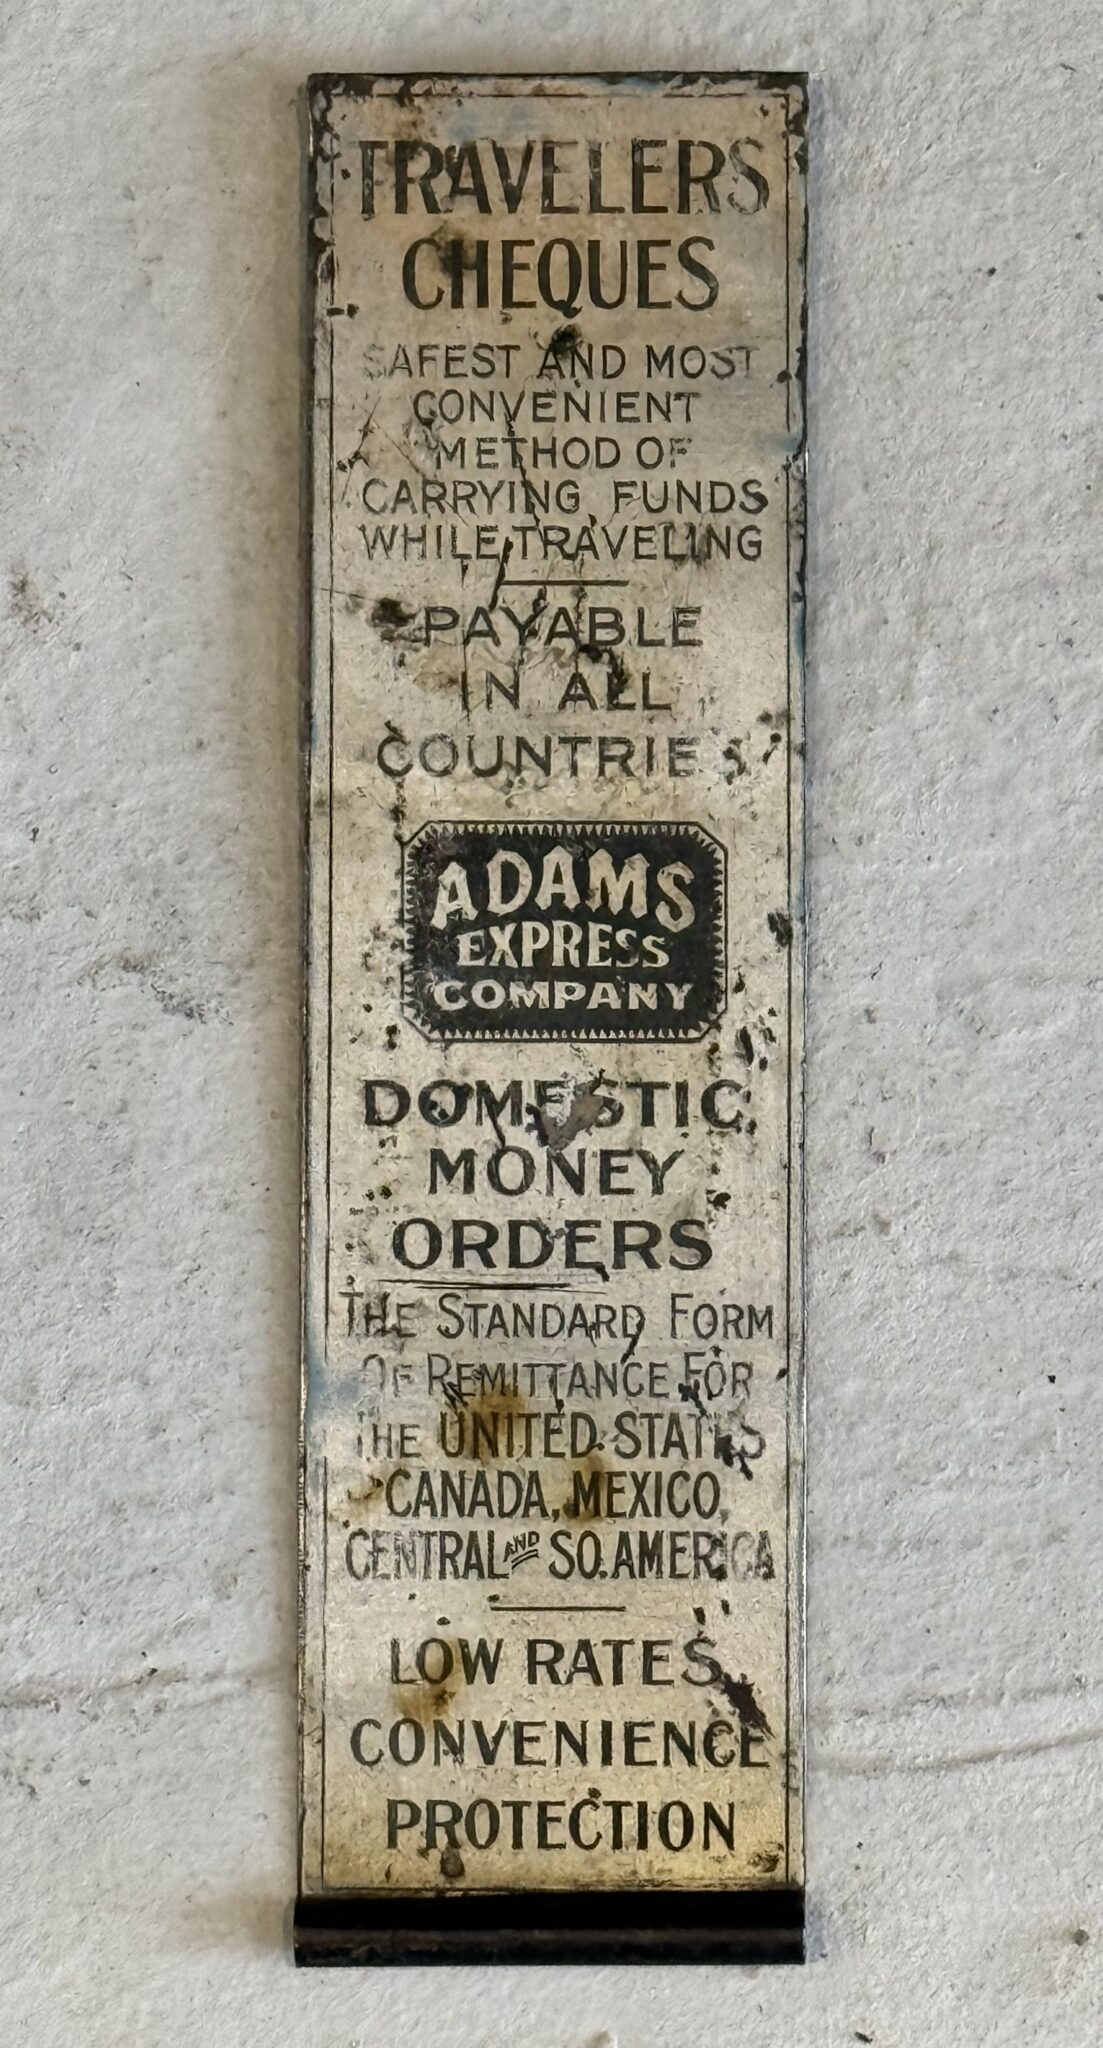 TRAVELERS
CHEQUES
SAFEST AND MOST
CONVENIENT
METHOD OF
CARRYING FUNDS
WHILE TRAVELING
PAYABLE
IN ALL
COUNTRIES
ADAMS
EXPRESS
COMPANY
DOMESTIC
MONEY
ORDERS
THE STANDARD FORM
OF REMITTANCE FOR
THE UNITED STATES
CANADA, MEXICO,
CENTRAL AND SO. AMERICA
LOW RATES
CONVENIENCE
PROTECTION